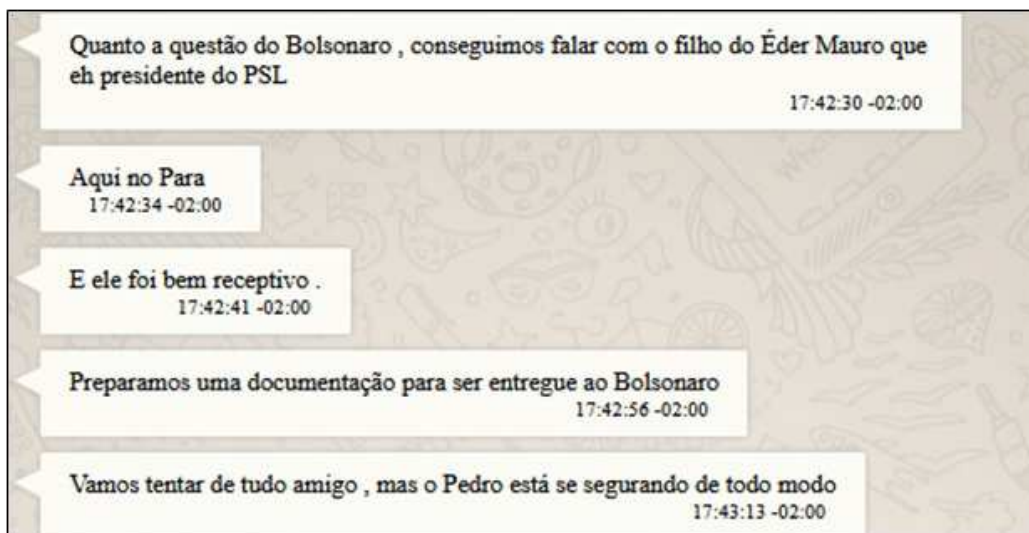 Quanto a questão do Bolsonaro , conseguimos falar com o filho do Éder Mauro que
eh presidente do PSL
17:42:30 -02:00
Aqui no Para
17:42:34 -02:00
E ele foi bem receptivo .
17:42:41 -02:00
Preparamos uma documentação para ser entregue ao Bolsonaro
17:42:56 -02:00
Vamos tentar de tudo amigo , mas o Pedro está se segurando de todo modo
17:43:13 -02:00